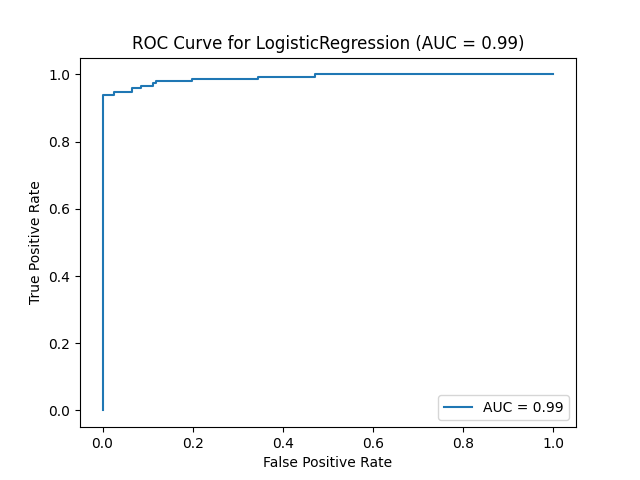 ROC Curve for LogisticRegression (AUC = 0.99)
1.0
0.8
0.6
0.4
0.2
0.0
True Positive Rate
AUC = 0.99
0.0 0.2 0.4 0.6 0.8 1.0
False Positive Rate